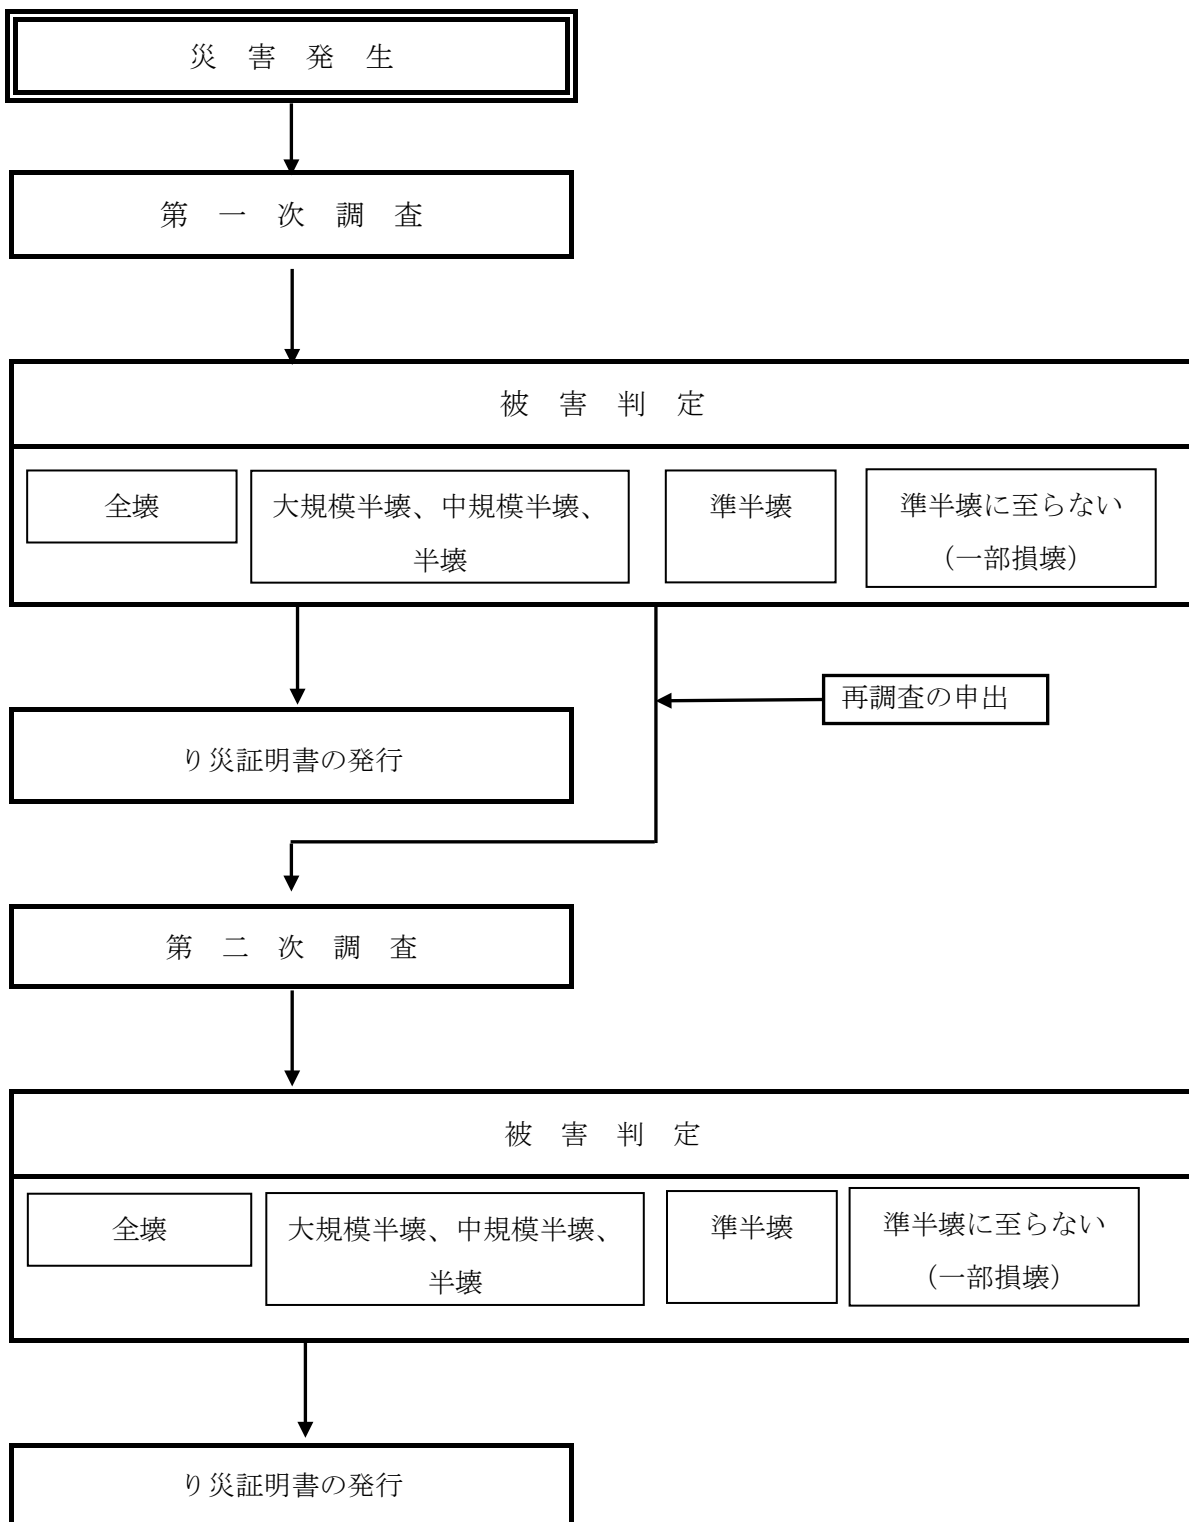 災　害　発　生
第　一　次　調　査
被　害　判　定
全壊
大規模半壊、中規模半壊、
半壊
準半壊
準半壊に至らない
（一部損壊）
再調査の申出
り災証明書の発行
第　二　次　調　査
被　害　判　定
全壊
大規模半壊、中規模半壊、
半壊
準半壊
準半壊に至らない
（一部損壊）
り災証明書の発行